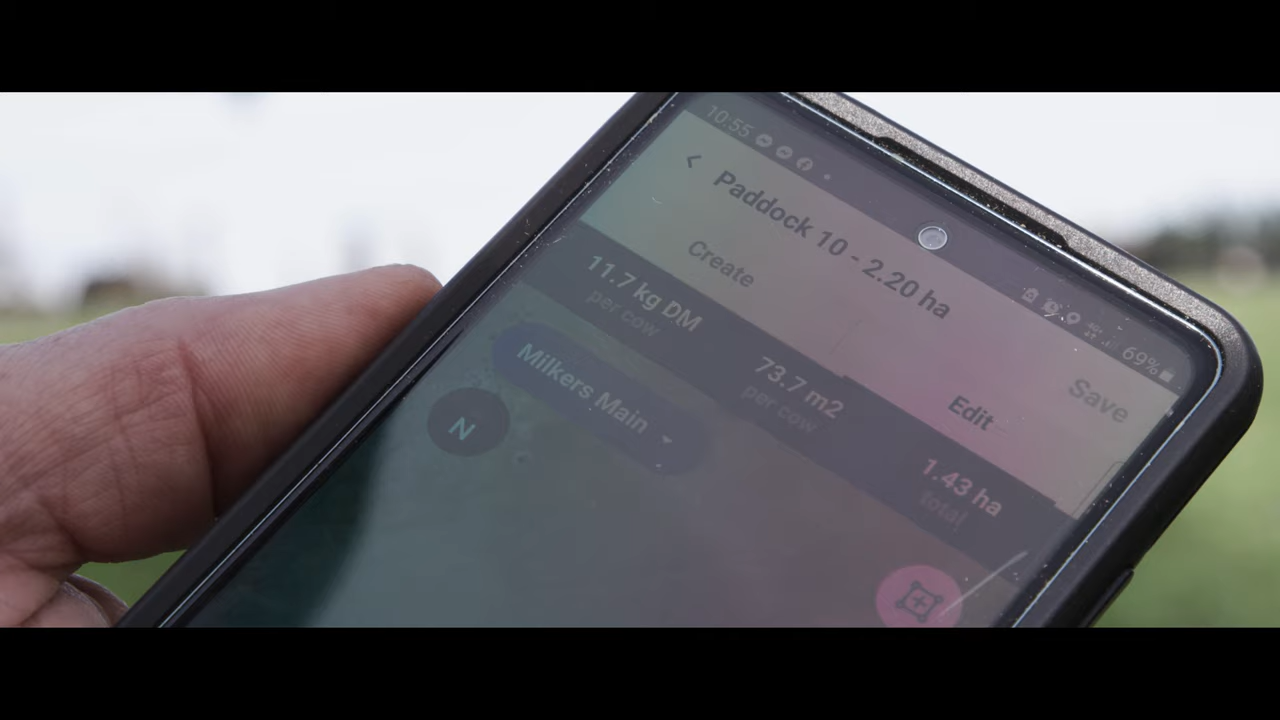 10:55
69%
Paddock 10 - 2.20 ha
Create
Edit
Save
11.7 kg DM
per cow
73.7 m2
per cow
1.43 ha
total
Milkers Main
N